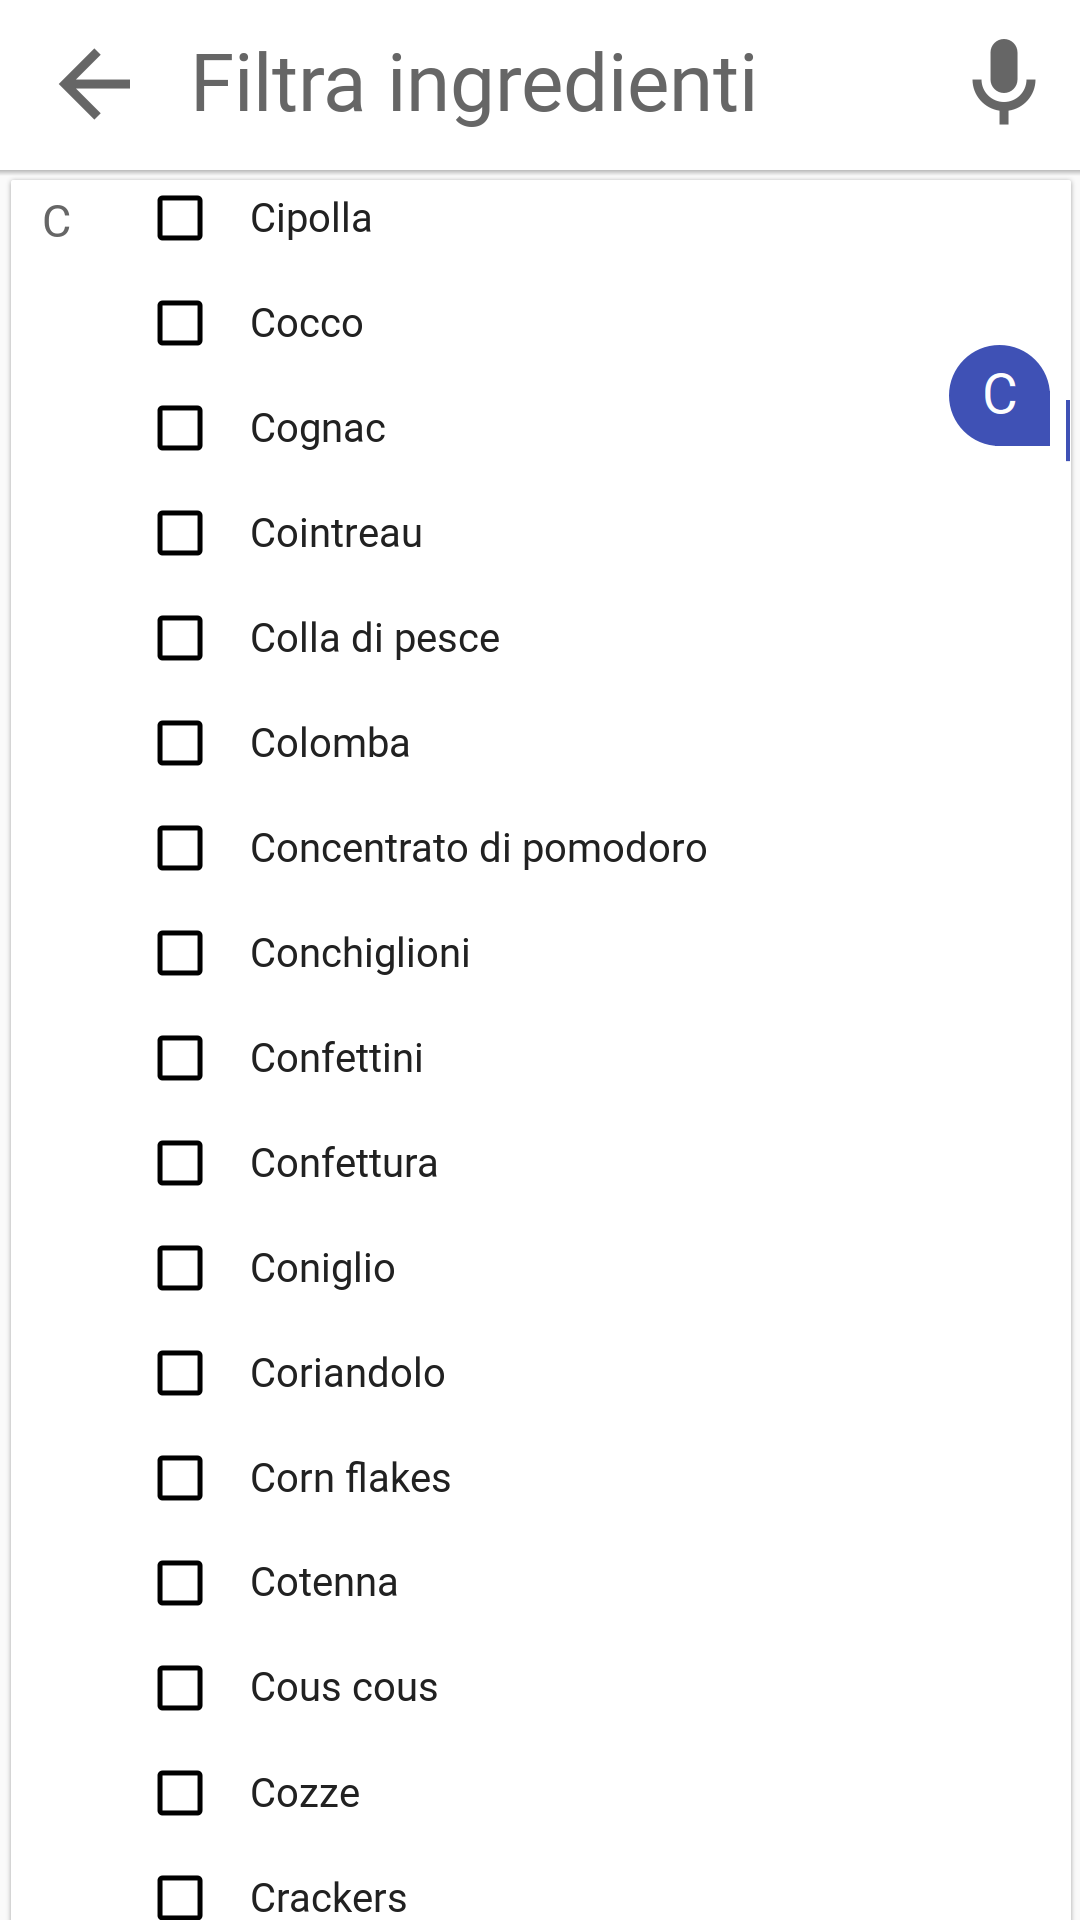 Filtra ingredienti
C
Cipolla
Cocco
C
Cognac
Cointreau
Colla di pesce
Colomba
Concentrato di pomodoro
Conchiglioni
Confettini
Confettura
Coniglio
Coriandolo
Corn flakes
Cotenna
Cous cous
Cozze
Crackers